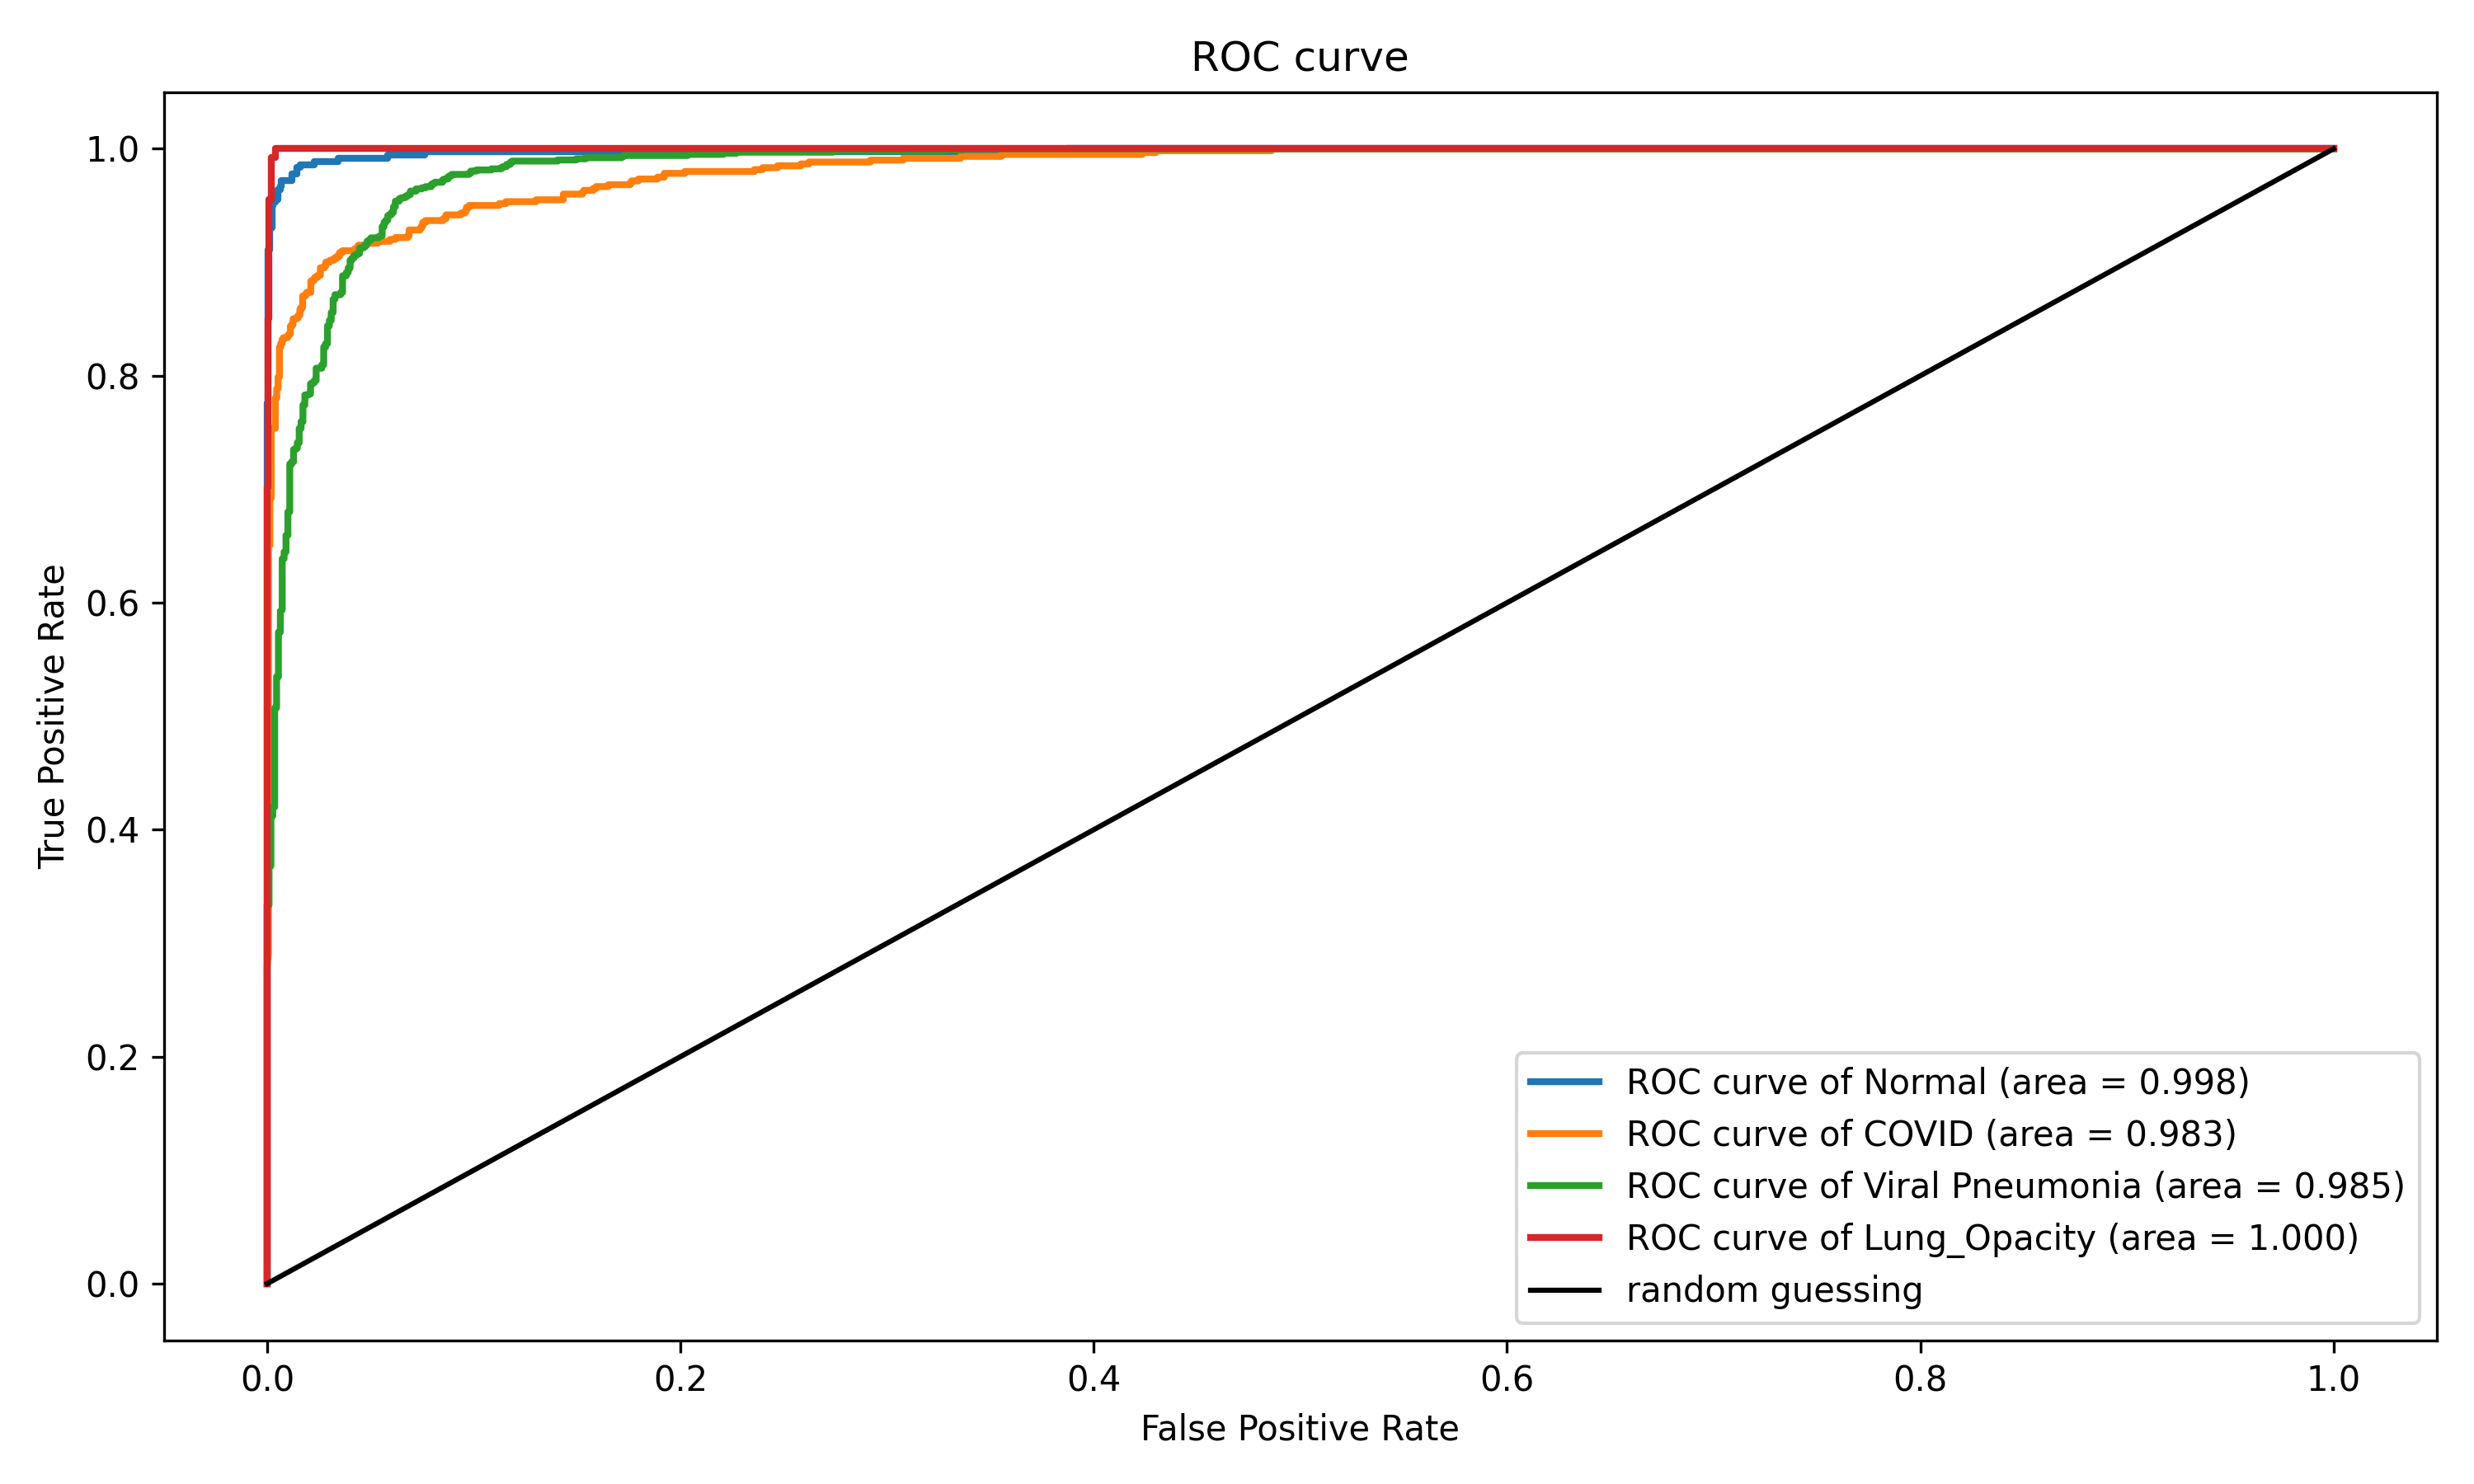 ROC curve
1.0
0.8
0.6
0.4
0.2
0.0
True Positive Rate
0.0 0.2 0.4 0.6 0.8 1.0
False Positive Rate
ROC curve of Normal (area = 0.998)
ROC curve of COVID (area = 0.983)
ROC curve of Viral Pneumonia (area = 0.985)
ROC curve of Lung_Opacity (area = 1.000)
random guessing